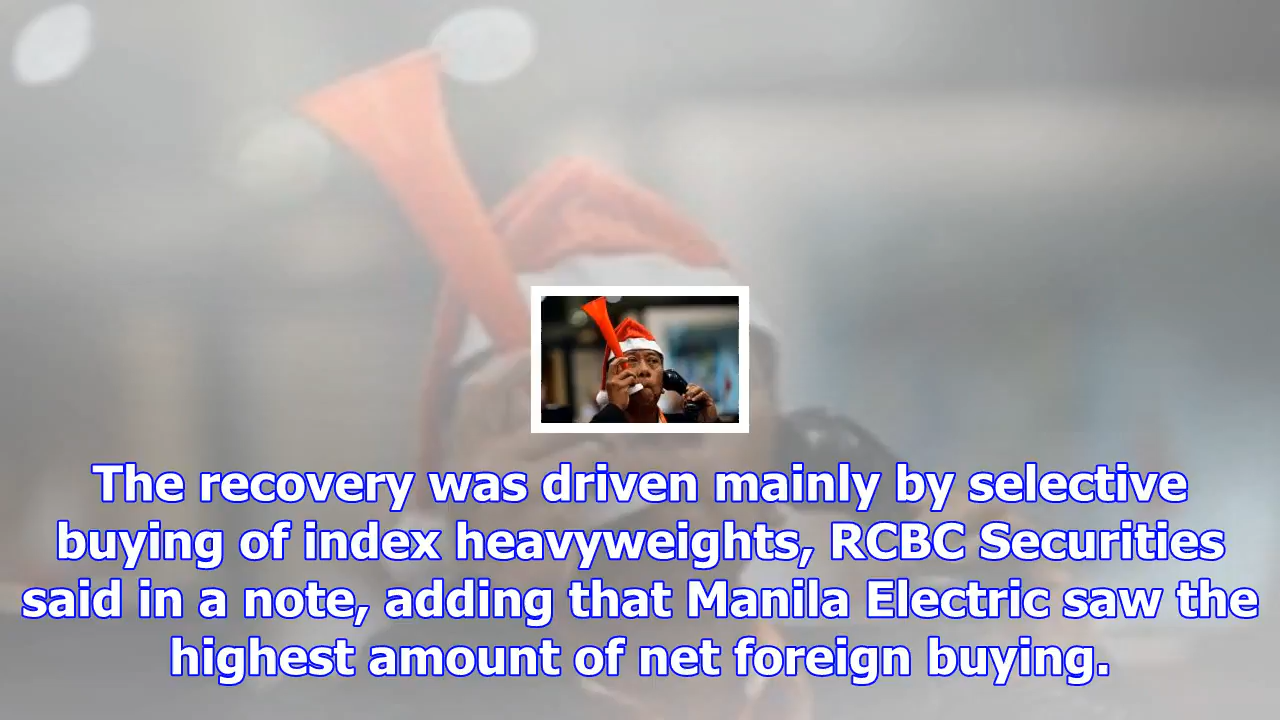 The recovery was driven mainly by selective
buying of index heavyweights, RCBC Securities
said in a note, adding that Manila Electric saw the
highest amount of net foreign buying.